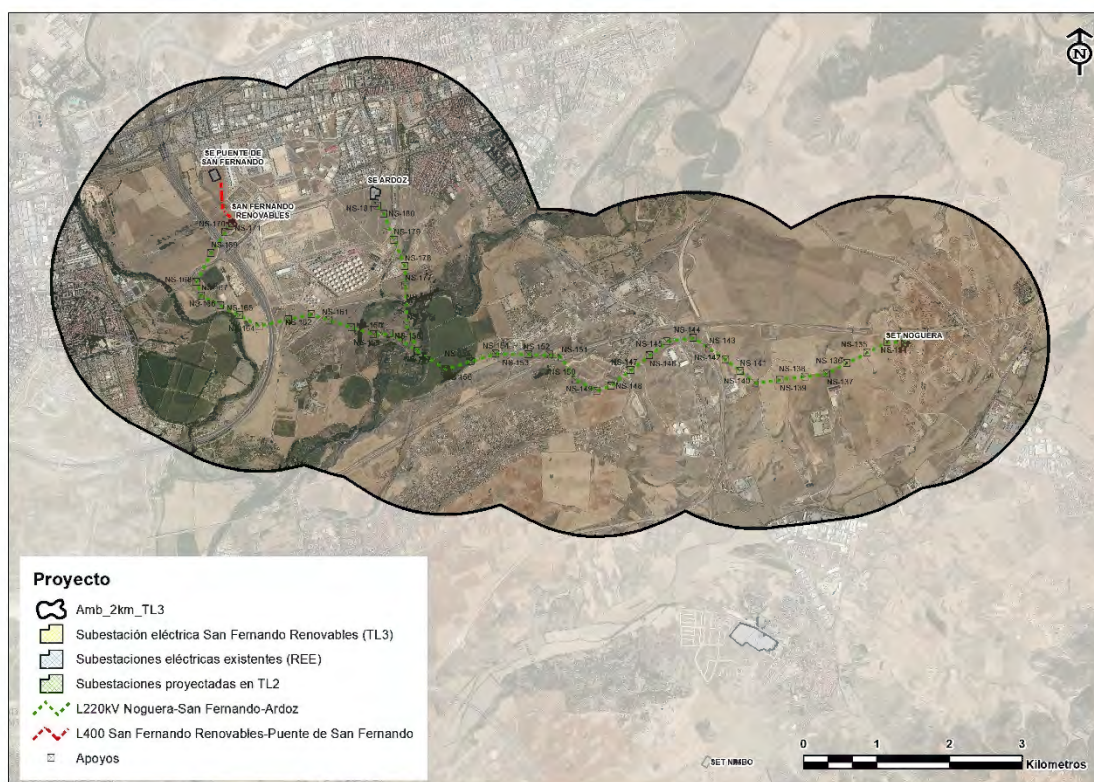 N
SE PUENTE DE
SAN FERNANDO
SE ARDOZ
SAN FERNANDO
RENOVABLES
NS-181
NS-180
NS-171
NS-179
NS-169
NS-178
NS-168
NS-177
NS-165
NS-161
NS-162
NS-144
NS-143
SET NOGUERA
NS-152
NS-151
NS-153
NS-145
NS-146
NS-142
NS-141
NS-135
NS-136
NS-134
NS-150
NS-147
NS-140
NS-138
NS-137
NS-139
NS-149
NS-148
Proyecto
Amb_2km_TL3
Subestación eléctrica San Fernando Renovables (TL3)
Subestaciones eléctricas existentes (REE)
Subestaciones proyectadas en TL2
L220kV Noguera-San Fernando-Ardoz
L400 San Fernando Renovables-Puente de San Fernando
Apoyos
SET NIMBO
0 1 2 3
Kilometros